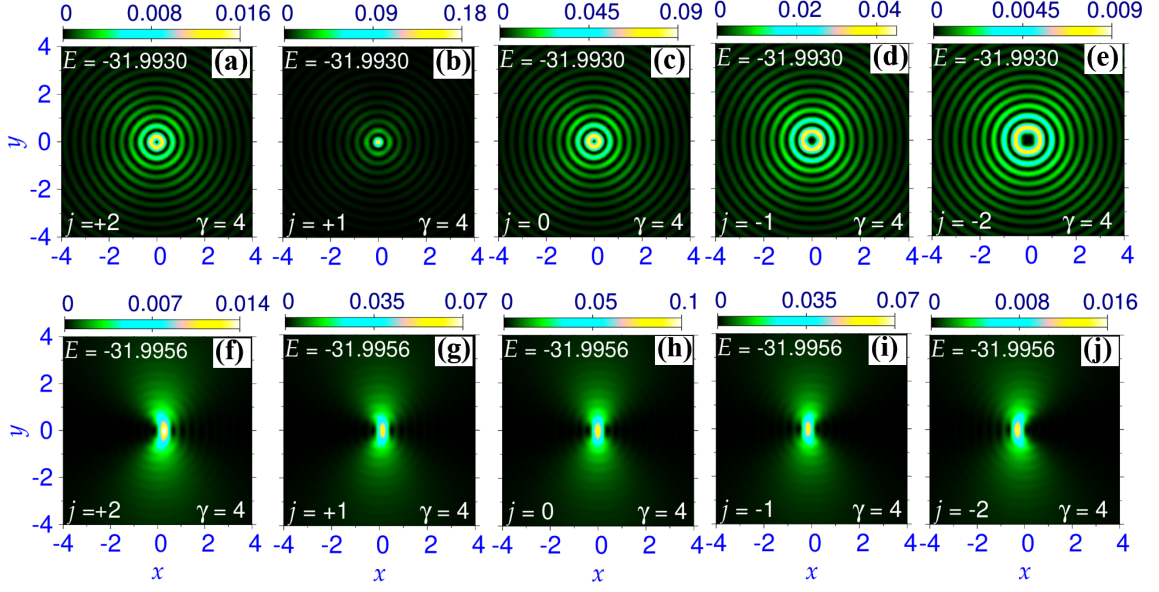 0 0.008 0.016 0 0.09 0.18 0 0.045 0.09 0 0.02 0.04 0 0.0045 0.009
4 E = -31.9930 (a) E = -31.9930 (b) E = -31.9930 (c) E = -31.9930 (d) E = -31.9930 (e)
2
y 0
-2
j =+2 γ = 4 j = +1 γ = 4 j = 0 γ = 4 j = -1 γ = 4 j = -2 γ = 4
-4
-4 -2 0 2 4 -4 -2 0 2 4 -4 -2 0 2 4 -4 -2 0 2 4 -4 -2 0 2 4
0 0.007 0.014 0 0.035 0.07 0 0.05 0.1 0 0.035 0.07 0 0.008 0.016
4 E = -31.9956 (f) E = -31.9956 (g) E = -31.9956 (h) E = -31.9956 (i) E = -31.9956 (j)
2
y 0
-2
j =+2 γ = 4 j = +1 γ = 4 j = 0 γ = 4 j = -1 γ = 4 j = -2 γ = 4
-4
-4 -2 0 2 4 -4 -2 0 2 4 -4 -2 0 2 4 -4 -2 0 2 4 -4 -2 0 2 4
x x x x x